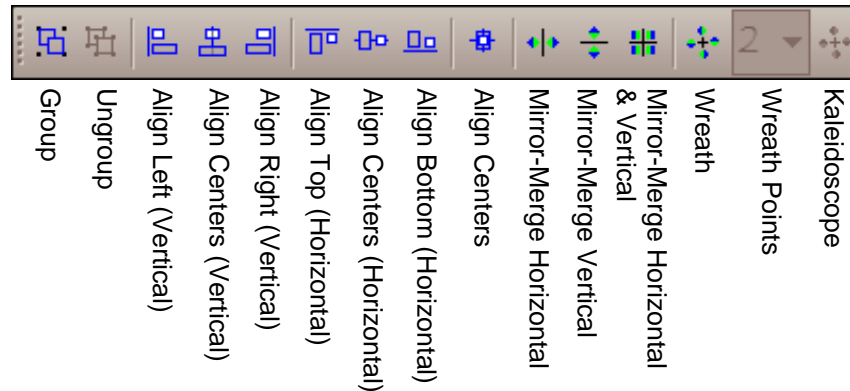 2
Group
Ungroup
Align Left (Vertical)
Align Centers (Vertical)
Align Right (Vertical)
Align Top (Horizontal)
Align Centers (Horizontal)
Align Bottom (Horizontal)
Align Centers
Mirror-Merge Horizontal
Mirror-Merge Vertical
Mirror-Merge Horizontal
& Vertical
Wreath
Wreath Points
Kaleidoscope